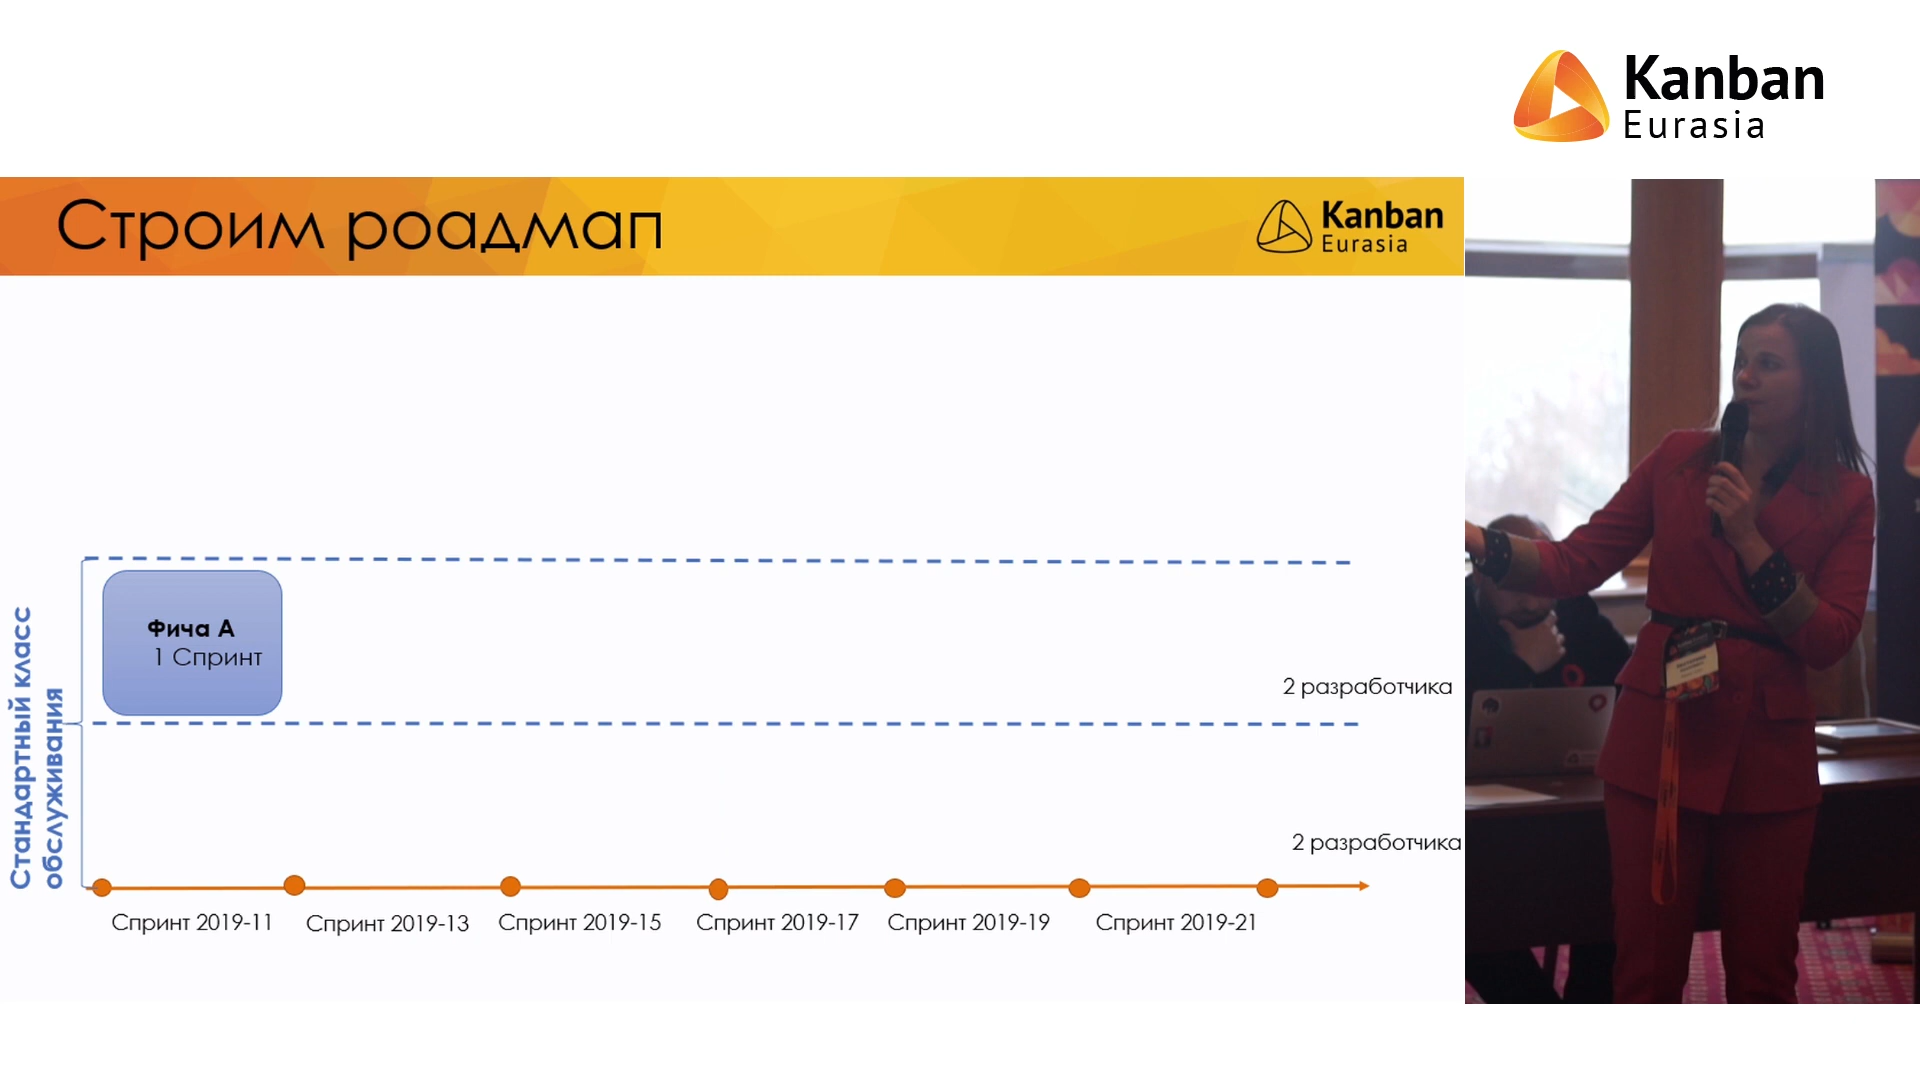 Kanban
Eurasia
Строим роадмап
Kanban
Eurasia
Стандартный класс
обслуживания
Фича А
1 Спринт
2 разработчика
2 разработчика
Спринт 2019-11
Спринт 2019-13
Спринт 2019-15
Спринт 2019-17
Спринт 2019-19
Спринт 2019-21